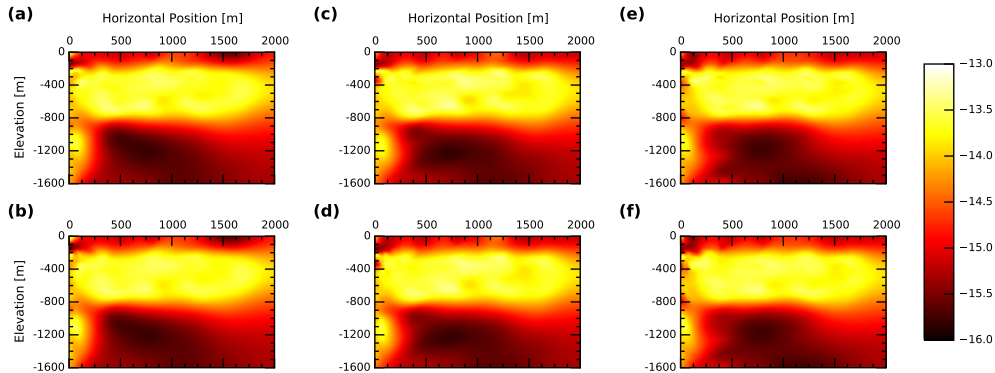 (a) (c) (e)
Horizontal Position [m] Horizontal Position [m] Horizontal Position [m]
0 500 1000 1500 2000 0 500 1000 1500 2000 0 500 1000 1500 2000
0 0 0
-400 -400 -400
-800 -800 -800
-1200 -1200 -1200
-1600 -1600 -1600
Elevation [m]
(b) (d) (f)
0 500 1000 1500 2000 0 500 1000 1500 2000 0 500 1000 1500 2000
0 0 0
-400 -400 -400
-800 -800 -800
-1200 -1200 -1200
-1600 -1600 -1600
Elevation [m]
−13.0
−13.5
−14.0
−14.5
−15.0
−15.5
−16.0